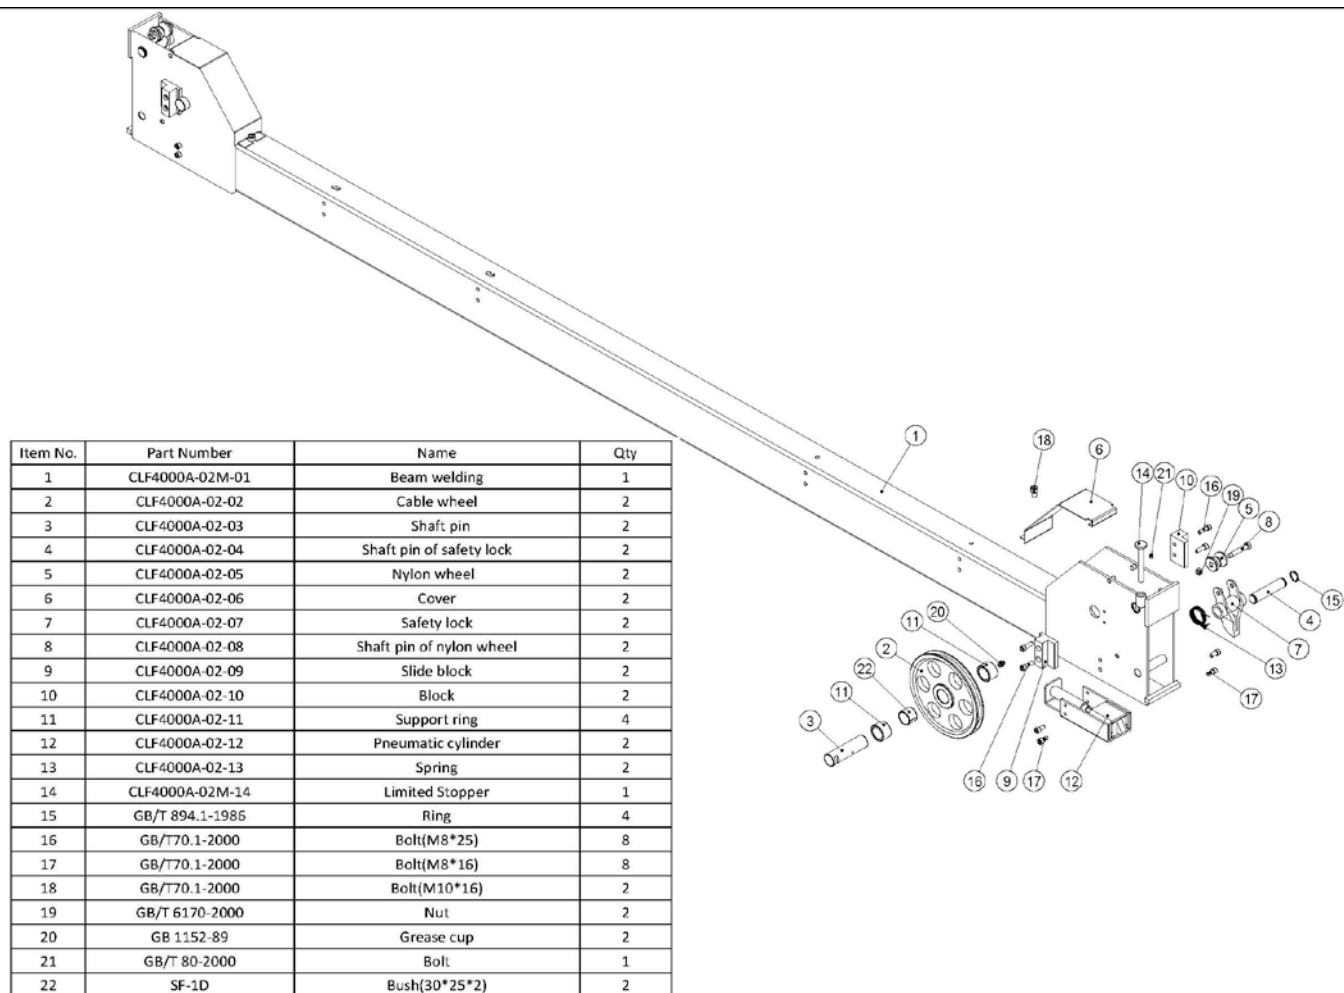 1
18
6
14
21
10
16
19
5
8
15
4
7
13
17
20
11
2
22
11
3
16
9
17
12
Item No. Part Number Name Qty
1 CLF4000A-02M-01 Beam welding 1
2 CLF4000A-02-02 Cable wheel 2
3 CLF4000A-02-03 Shaft pin 2
4 CLF4000A-02-04 Shaft pin of safety lock 2
5 CLF4000A-02-05 Nylon wheel 2
6 CLF4000A-02-06 Cover 2
7 CLF4000A-02-07 Safety lock 2
8 CLF4000A-02-08 Shaft pin of nylon wheel 2
9 CLF4000A-02-09 Slide block 2
10 CLF4000A-02-10 Block 2
11 CLF4000A-02-11 Support ring 4
12 CLF4000A-02-12 Pneumatic cylinder 2
13 CLF4000A-02-13 Spring 2
14 CLF4000A-02M-14 Limited Stopper 1
15 GB/T 894.1-1986 Ring 4
16 GB/T70.1-2000 Bolt(M8*25) 8
17 GB/T70.1-2000 Bolt(M8*16) 8
18 GB/T70.1-2000 Bolt(M10*16) 2
19 GB/T 6170-2000 Nut 2
20 GB 1152-89 Grease cup 2
21 GB/T 80-2000 Bolt 1
22 SF-1D Bush(30*25*2) 2